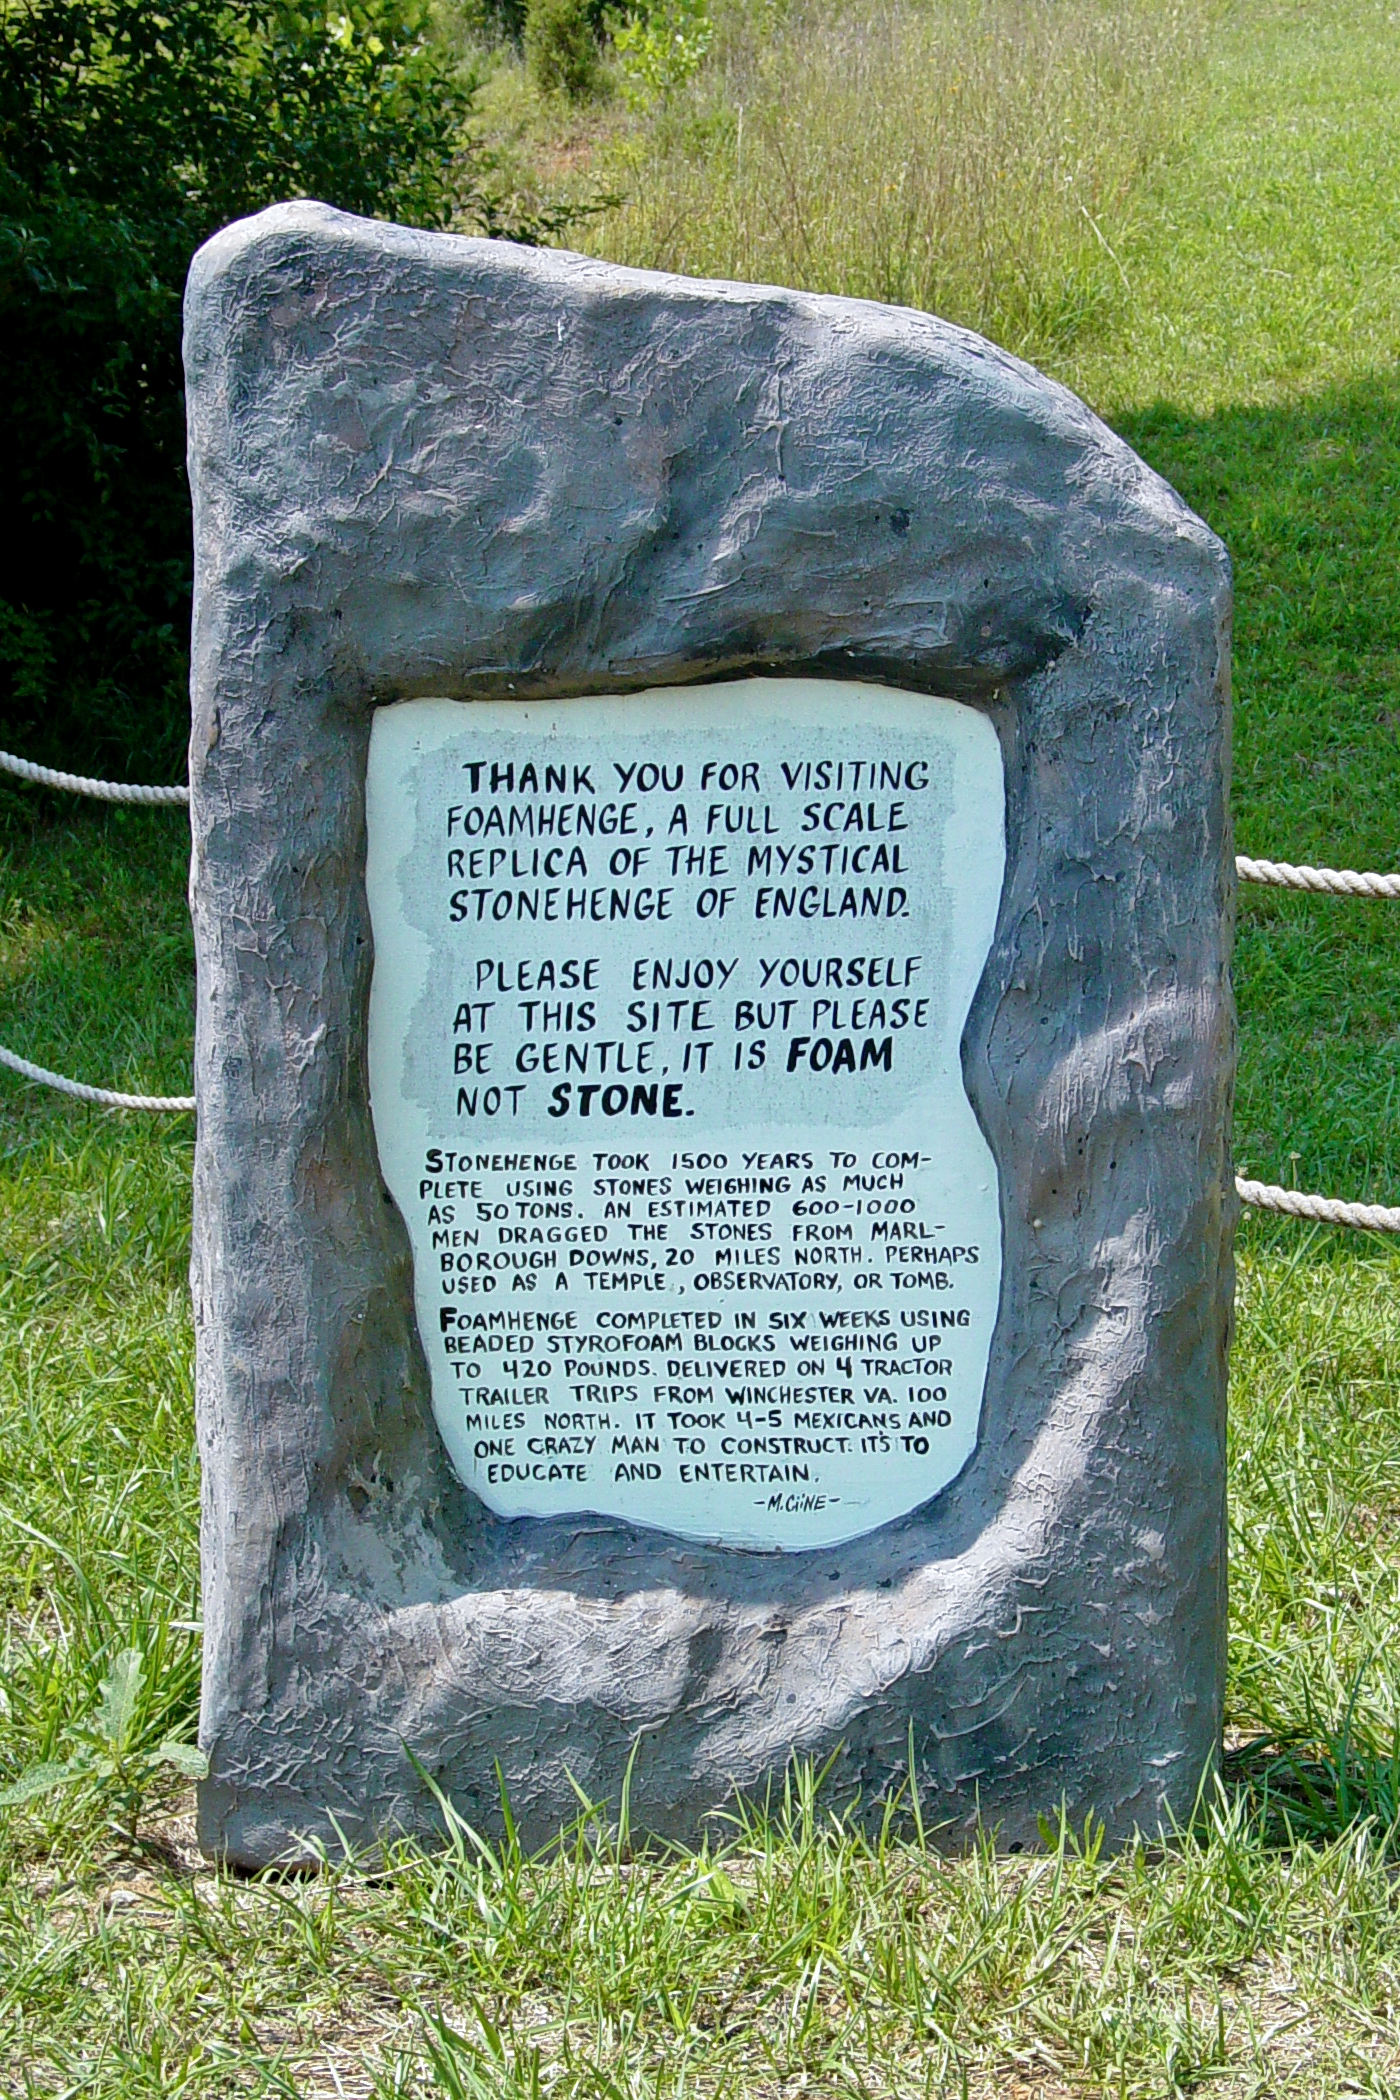 THANK YOU FOR VISITING
FOAMHENGE, A FULL SCALE
REPLICA OF THE MYSTICAL
STONEHENGE OF ENGLAND.
PLEASE ENJOY YOURSELF
AT THIS SITE BUT PLEASE
BE GENTLE, IT IS FOAM
NOT STONE.
STONEHENGE TOOK 1500 YEARS TO COM-
PLETE USING STONES WEIGHING AS MUCH
AS 50 TONS. AN ESTIMATED 600-1000
MEN DRAGGED THE STONES FROM MARL-
BOROUGH DOWNS, 20 MILES NORTH. PERHAPS
USED AS A TEMPLE, OBSERVATORY, OR TOMB.
FOAMHENGE COMPLETED IN SIX WEEKS USING
BEADED STYROFOAM BLOCKS WEIGHING UP
TO 420 POUNDS. DELIVERED ON 4 TRACTOR
TRAILER TRIPS FROM WINCHESTER VA. 100
MILES NORTH. IT TOOK 4-5 MEXICANS AND
ONE CRAZY MAN TO CONSTRUCT. IT'S TO
EDUCATE AND ENTERTAIN.
-M. CliNE-